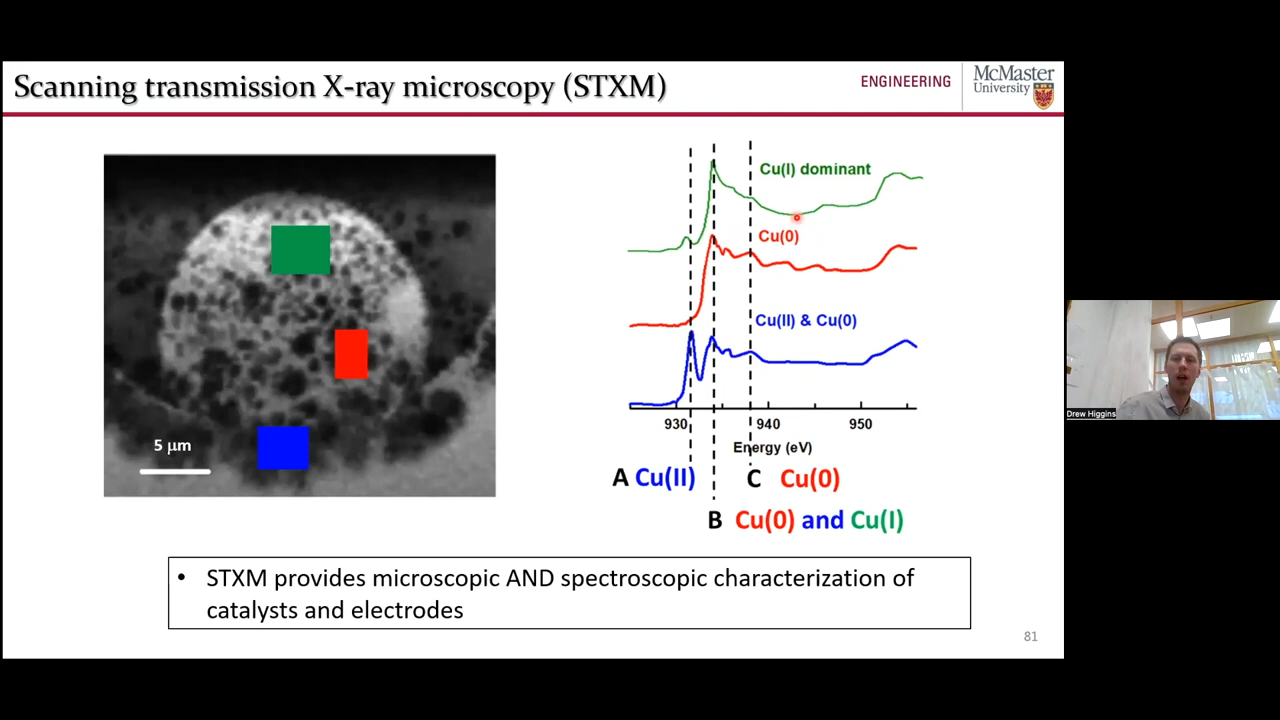 Scanning transmission X-ray microscopy (STXM)
ENGINEERING
McMaster
University
5 µm
Cu(I) dominant
Cu(0)
Cu(II) & Cu(0)
930 940 950
Energy (eV)
A Cu(II)
C Cu(0)
B Cu(0) and Cu(I)
• STXM provides microscopic AND spectroscopic characterization of
catalysts and electrodes
81
Drew Higgins